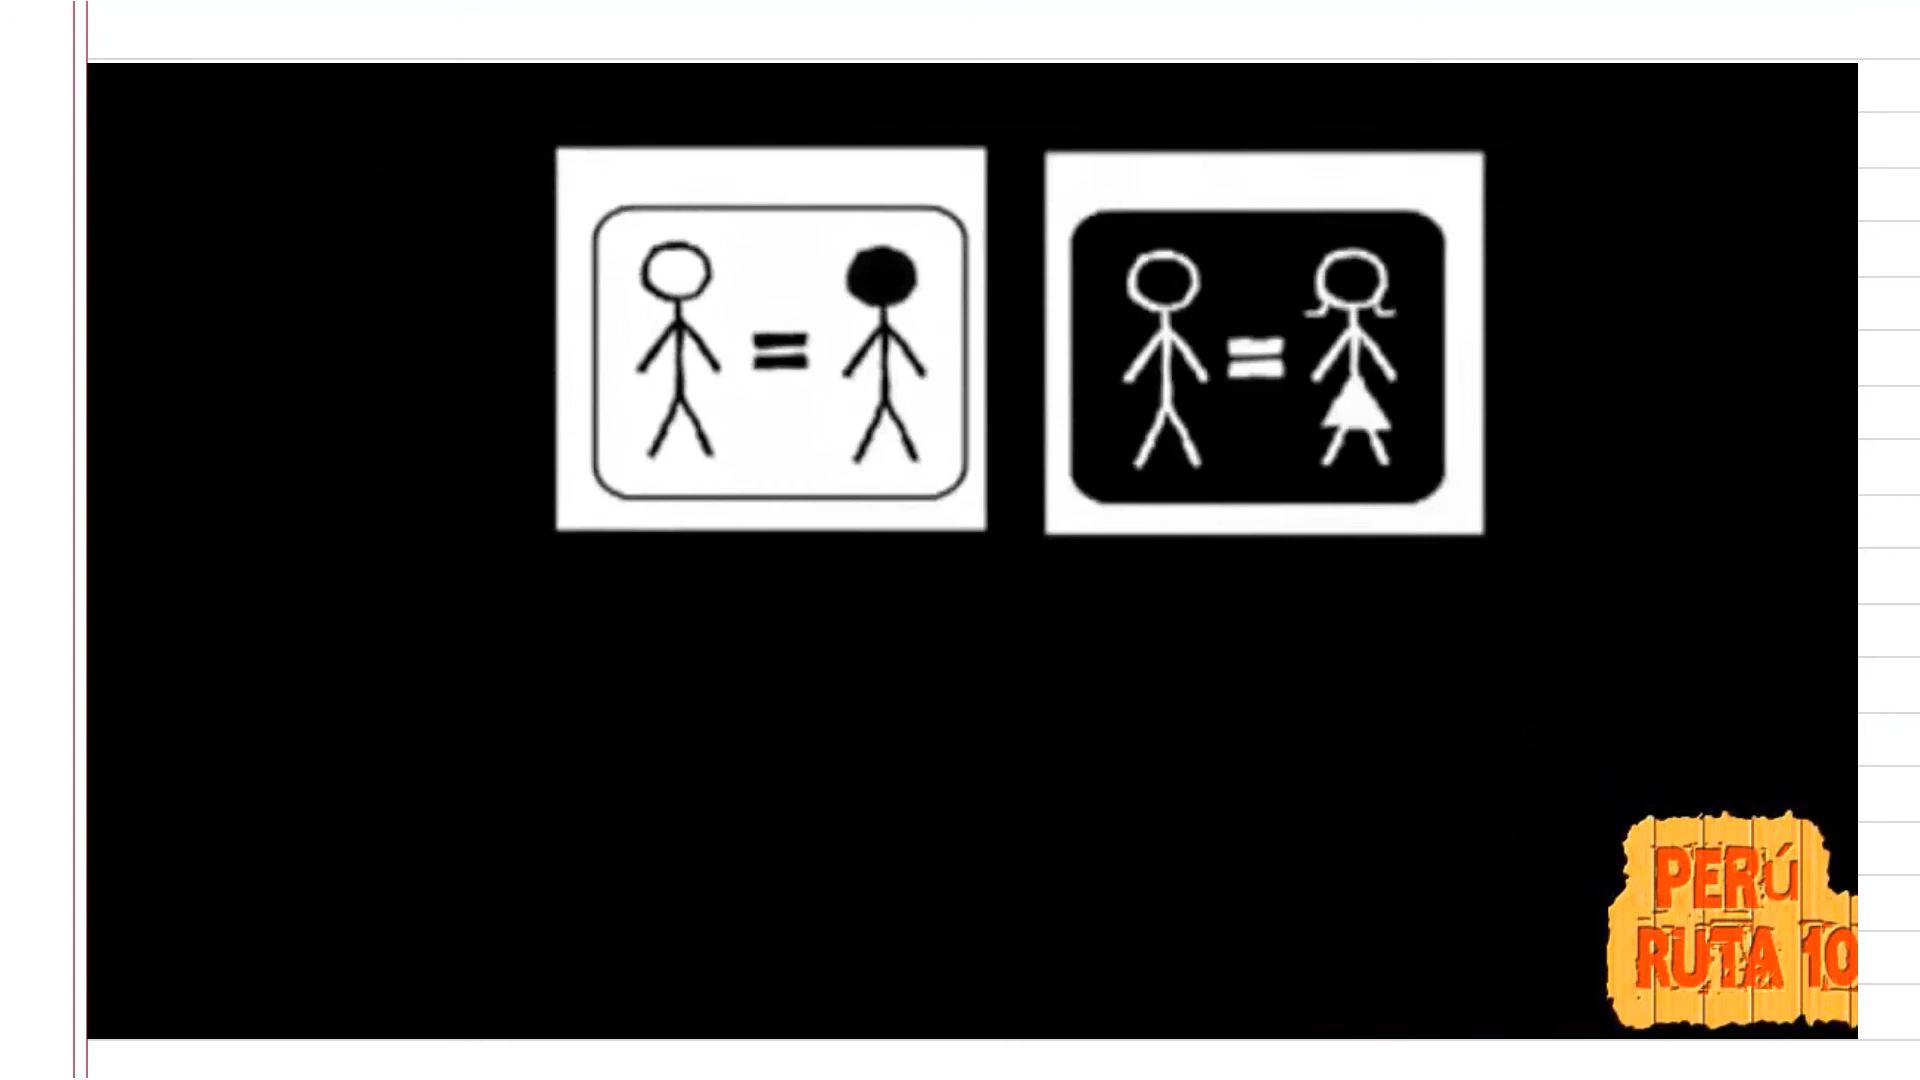 =
=
PERÚ
RUTA 10